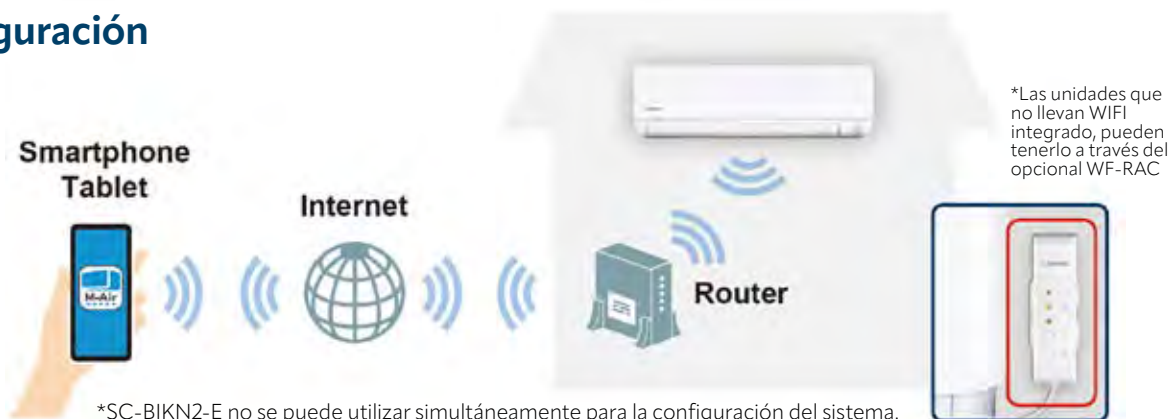 guración
*Las unidades que
no llevan WIFI
integrado, pueden
tenerlo a través del
opcional WF-RAC
Smartphone
Tablet
Internet
M-Air
Router
*SC-BIKN2-E no se puede utilizar simultáneamente para la configuración del sistema.